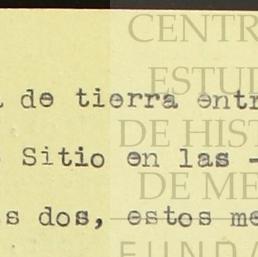 de tierra entr
Sitio en las -
s dos, estos me
CENTR
ESTUD
DE HIST
DE ME
FUNDA